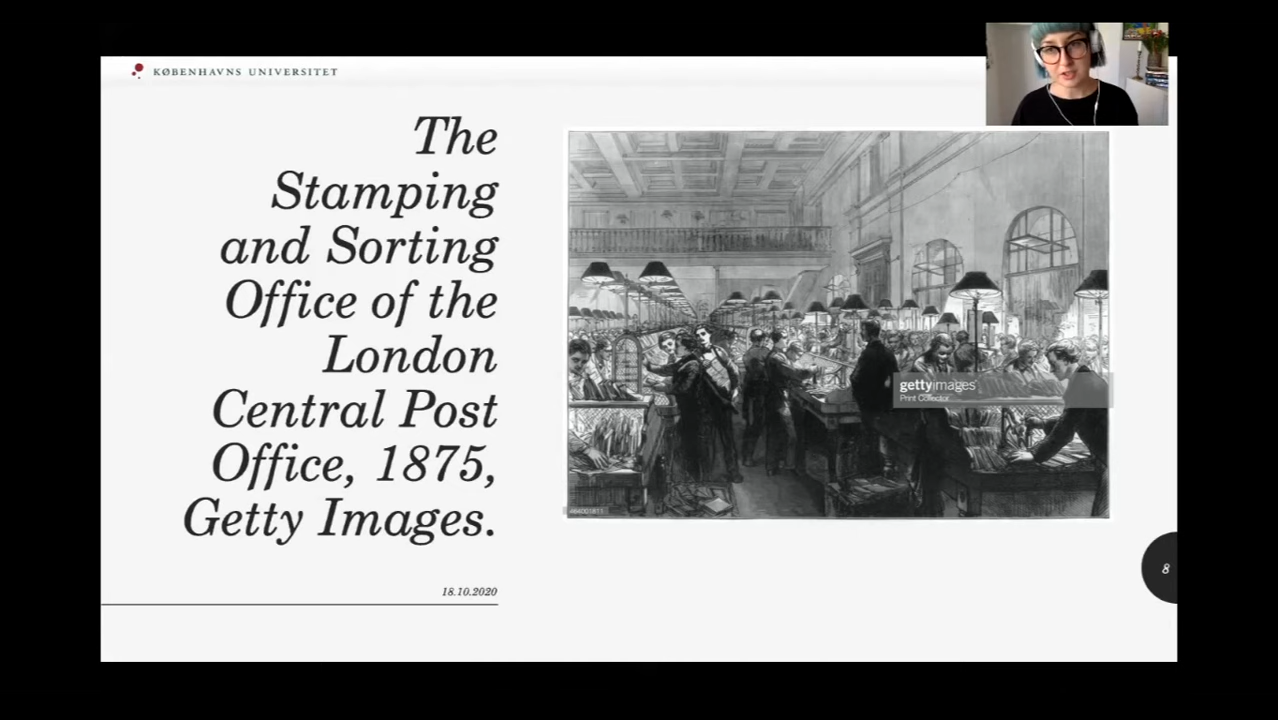 KØBENHAVNS UNIVERSITET
The
Stamping
and Sorting
Office of the
London
Central Post
Office, 1875,
Getty Images.
18.10.2020
gettyimages®
Print Collector
464001811
8